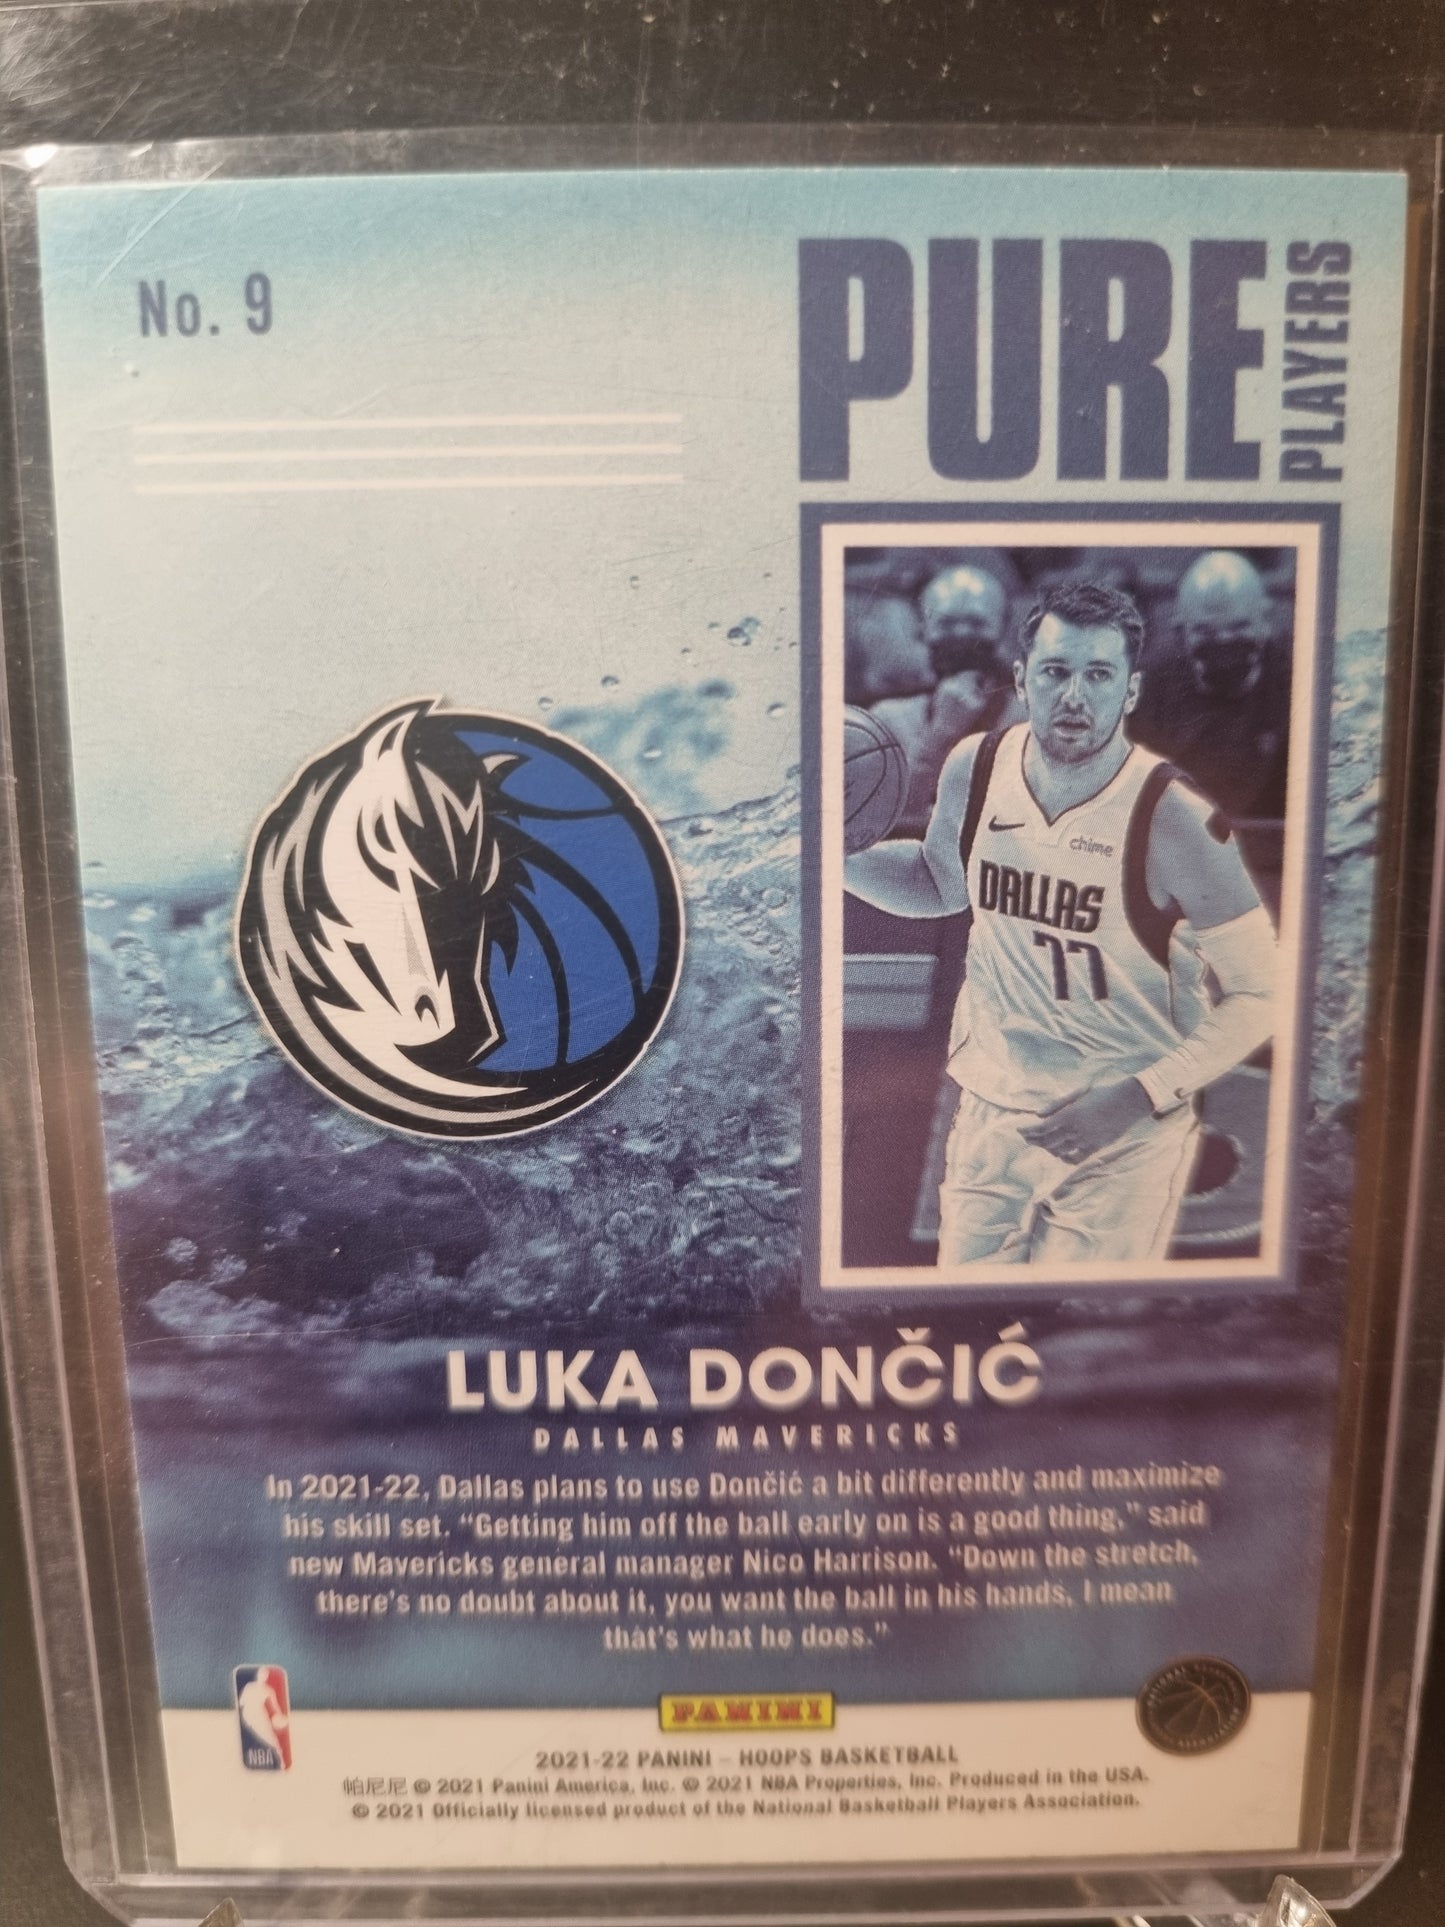 No. 9
PURE
PLAYERS
chime
DALLAS
77
LUKA DONČIĆ
DALLAS MAVERICKS
In 2021-22, Dallas plans to use Dončić a bit differently and maximize
his skill set. “Getting him off the ball early on is a good thing,” said
new Mavericks general manager Nico Harrison. “Down the stretch,
there's no doubt about it, you want the ball in his hands, I mean
that's what he does.”
NBA
PANINI
NATIONAL BASKETBALL
ASSOCIATION
2021-22 PANINI – HOOPS BASKETBALL
帕尼尼 © 2021 Panini America, Inc. © 2021 NBA Properties, Inc. Produced in the USA.
© 2021 Officially licensed product of the National Basketball Players Association.